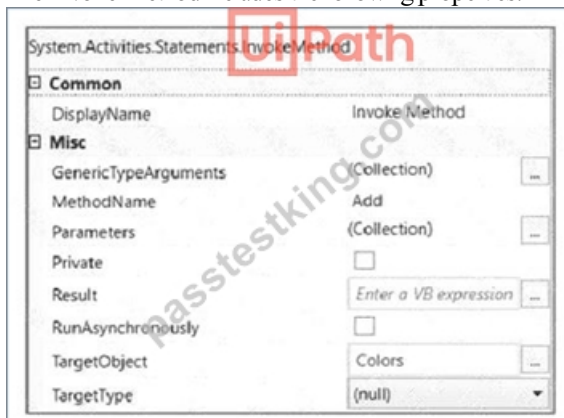 System.Activities.Statements.InvokeMethod
UiPath
Common
DisplayName Invoke Method
Misc
GenericTypeArguments (Collection) ...
MethodName Add
Parameters (Collection) ...
Private
Result Enter a VB expression ...
RunAsynchronously
TargetObject Colors ...
TargetType (null)
passtestking.com